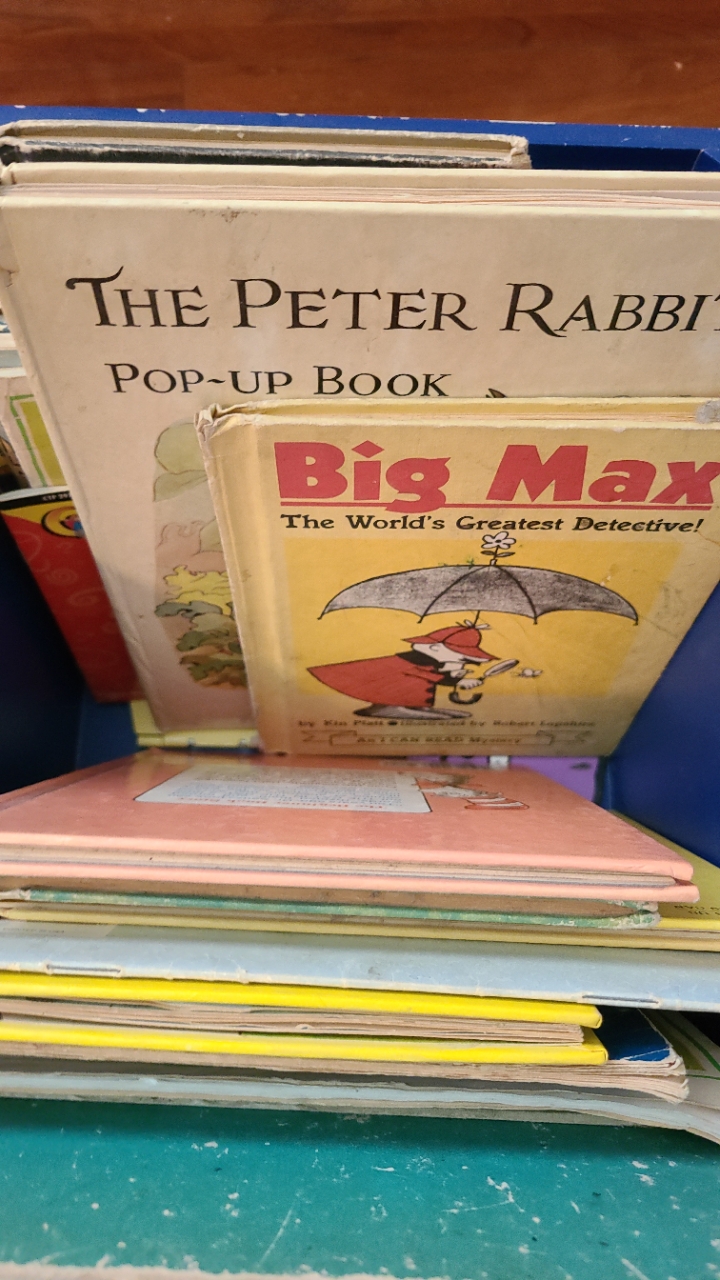 THE PETER RABBIT
POP-UP BOOK
Big Max
The World's Greatest Detective!
by Kin Platt • illustrated by Robert Lopshire
An I CAN READ Mystery